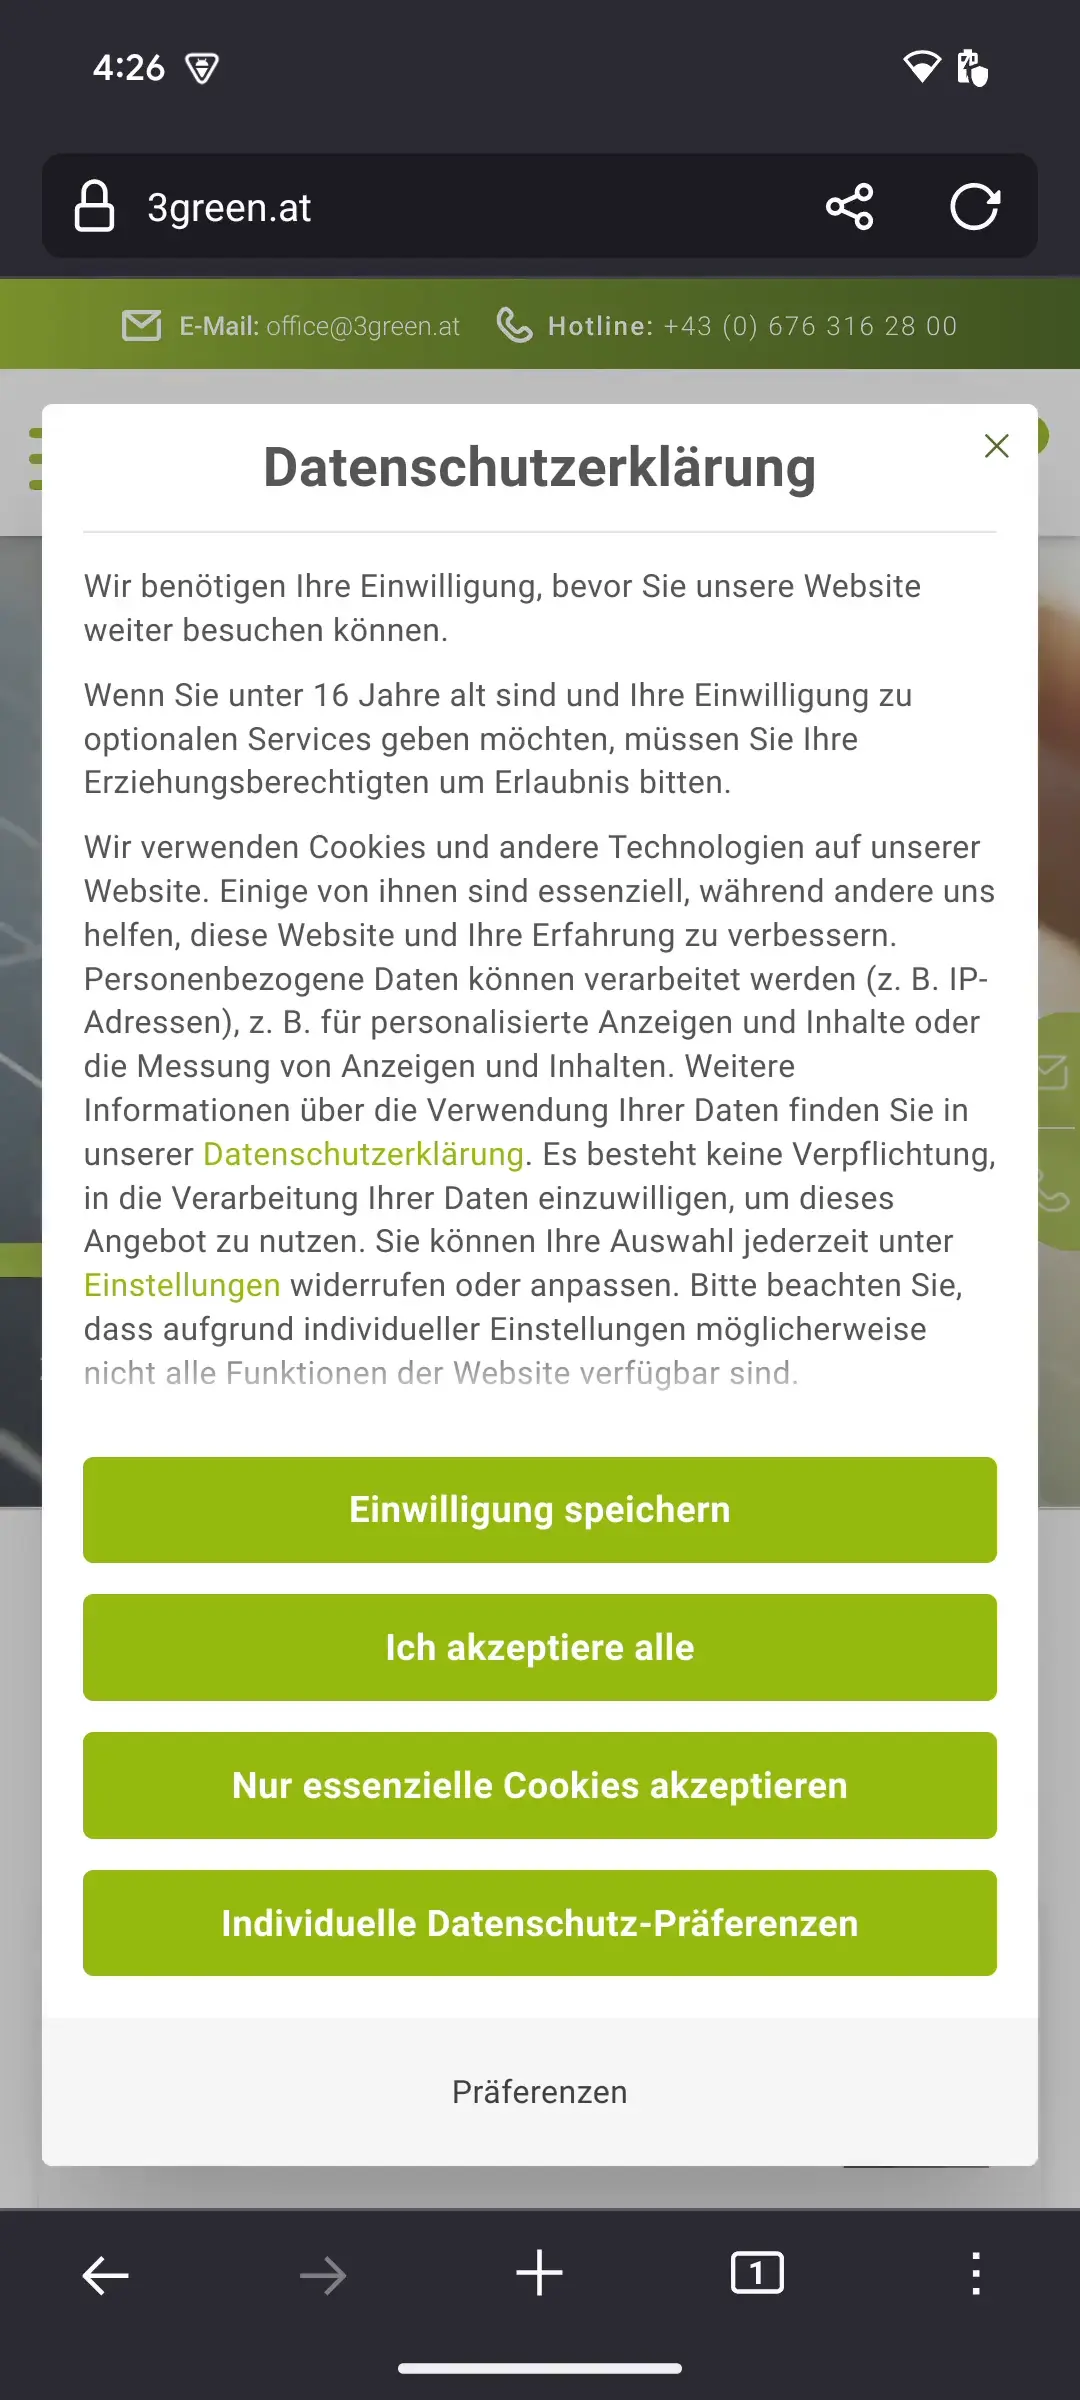 4:26
3green.at
E-Mail: office@3green.at Hotline: +43 (0) 676 316 28 00
Datenschutzerklärung
Wir benötigen Ihre Einwilligung, bevor Sie unsere Website
weiter besuchen können.
Wenn Sie unter 16 Jahre alt sind und Ihre Einwilligung zu
optionalen Services geben möchten, müssen Sie Ihre
Erziehungsberechtigten um Erlaubnis bitten.
Wir verwenden Cookies und andere Technologien auf unserer
Website. Einige von ihnen sind essenziell, während andere uns
helfen, diese Website und Ihre Erfahrung zu verbessern.
Personenbezogene Daten können verarbeitet werden (z. B. IP-
Adressen), z. B. für personalisierte Anzeigen und Inhalte oder
die Messung von Anzeigen und Inhalten. Weitere
Informationen über die Verwendung Ihrer Daten finden Sie in
unserer Datenschutzerklärung. Es besteht keine Verpflichtung,
in die Verarbeitung Ihrer Daten einzuwilligen, um dieses
Angebot zu nutzen. Sie können Ihre Auswahl jederzeit unter
Einstellungen widerrufen oder anpassen. Bitte beachten Sie,
dass aufgrund individueller Einstellungen möglicherweise
nicht alle Funktionen der Website verfügbar sind.
Einwilligung speichern
Ich akzeptiere alle
Nur essenzielle Cookies akzeptieren
Individuelle Datenschutz-Präferenzen
Präferenzen
1